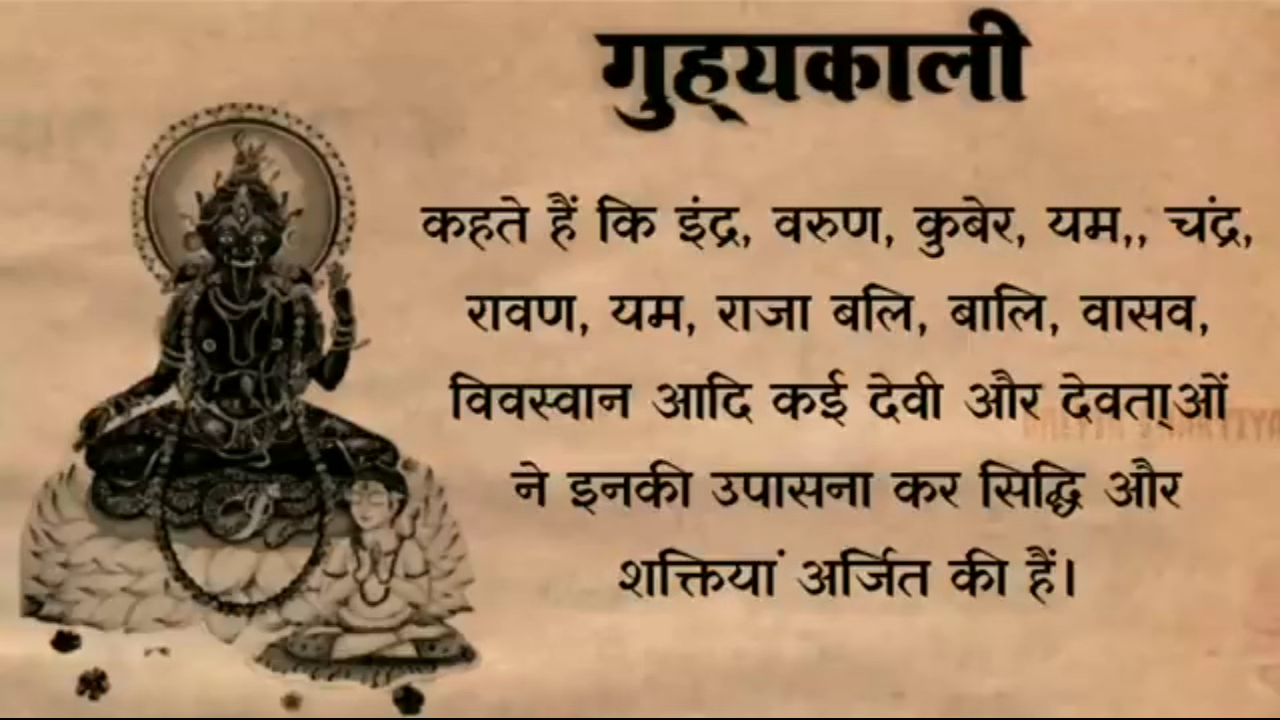 गुह्यकाली
कहते हैं कि इंद्र, वरुण, कुबेर, यम,, चंद्र,
रावण, यम, राजा बलि, बालि, वासव,
विवस्वान आदि कई देवी और देवता्ओं
ने इनकी उपासना कर सिद्धि और
शक्तियां अर्जित की हैं।